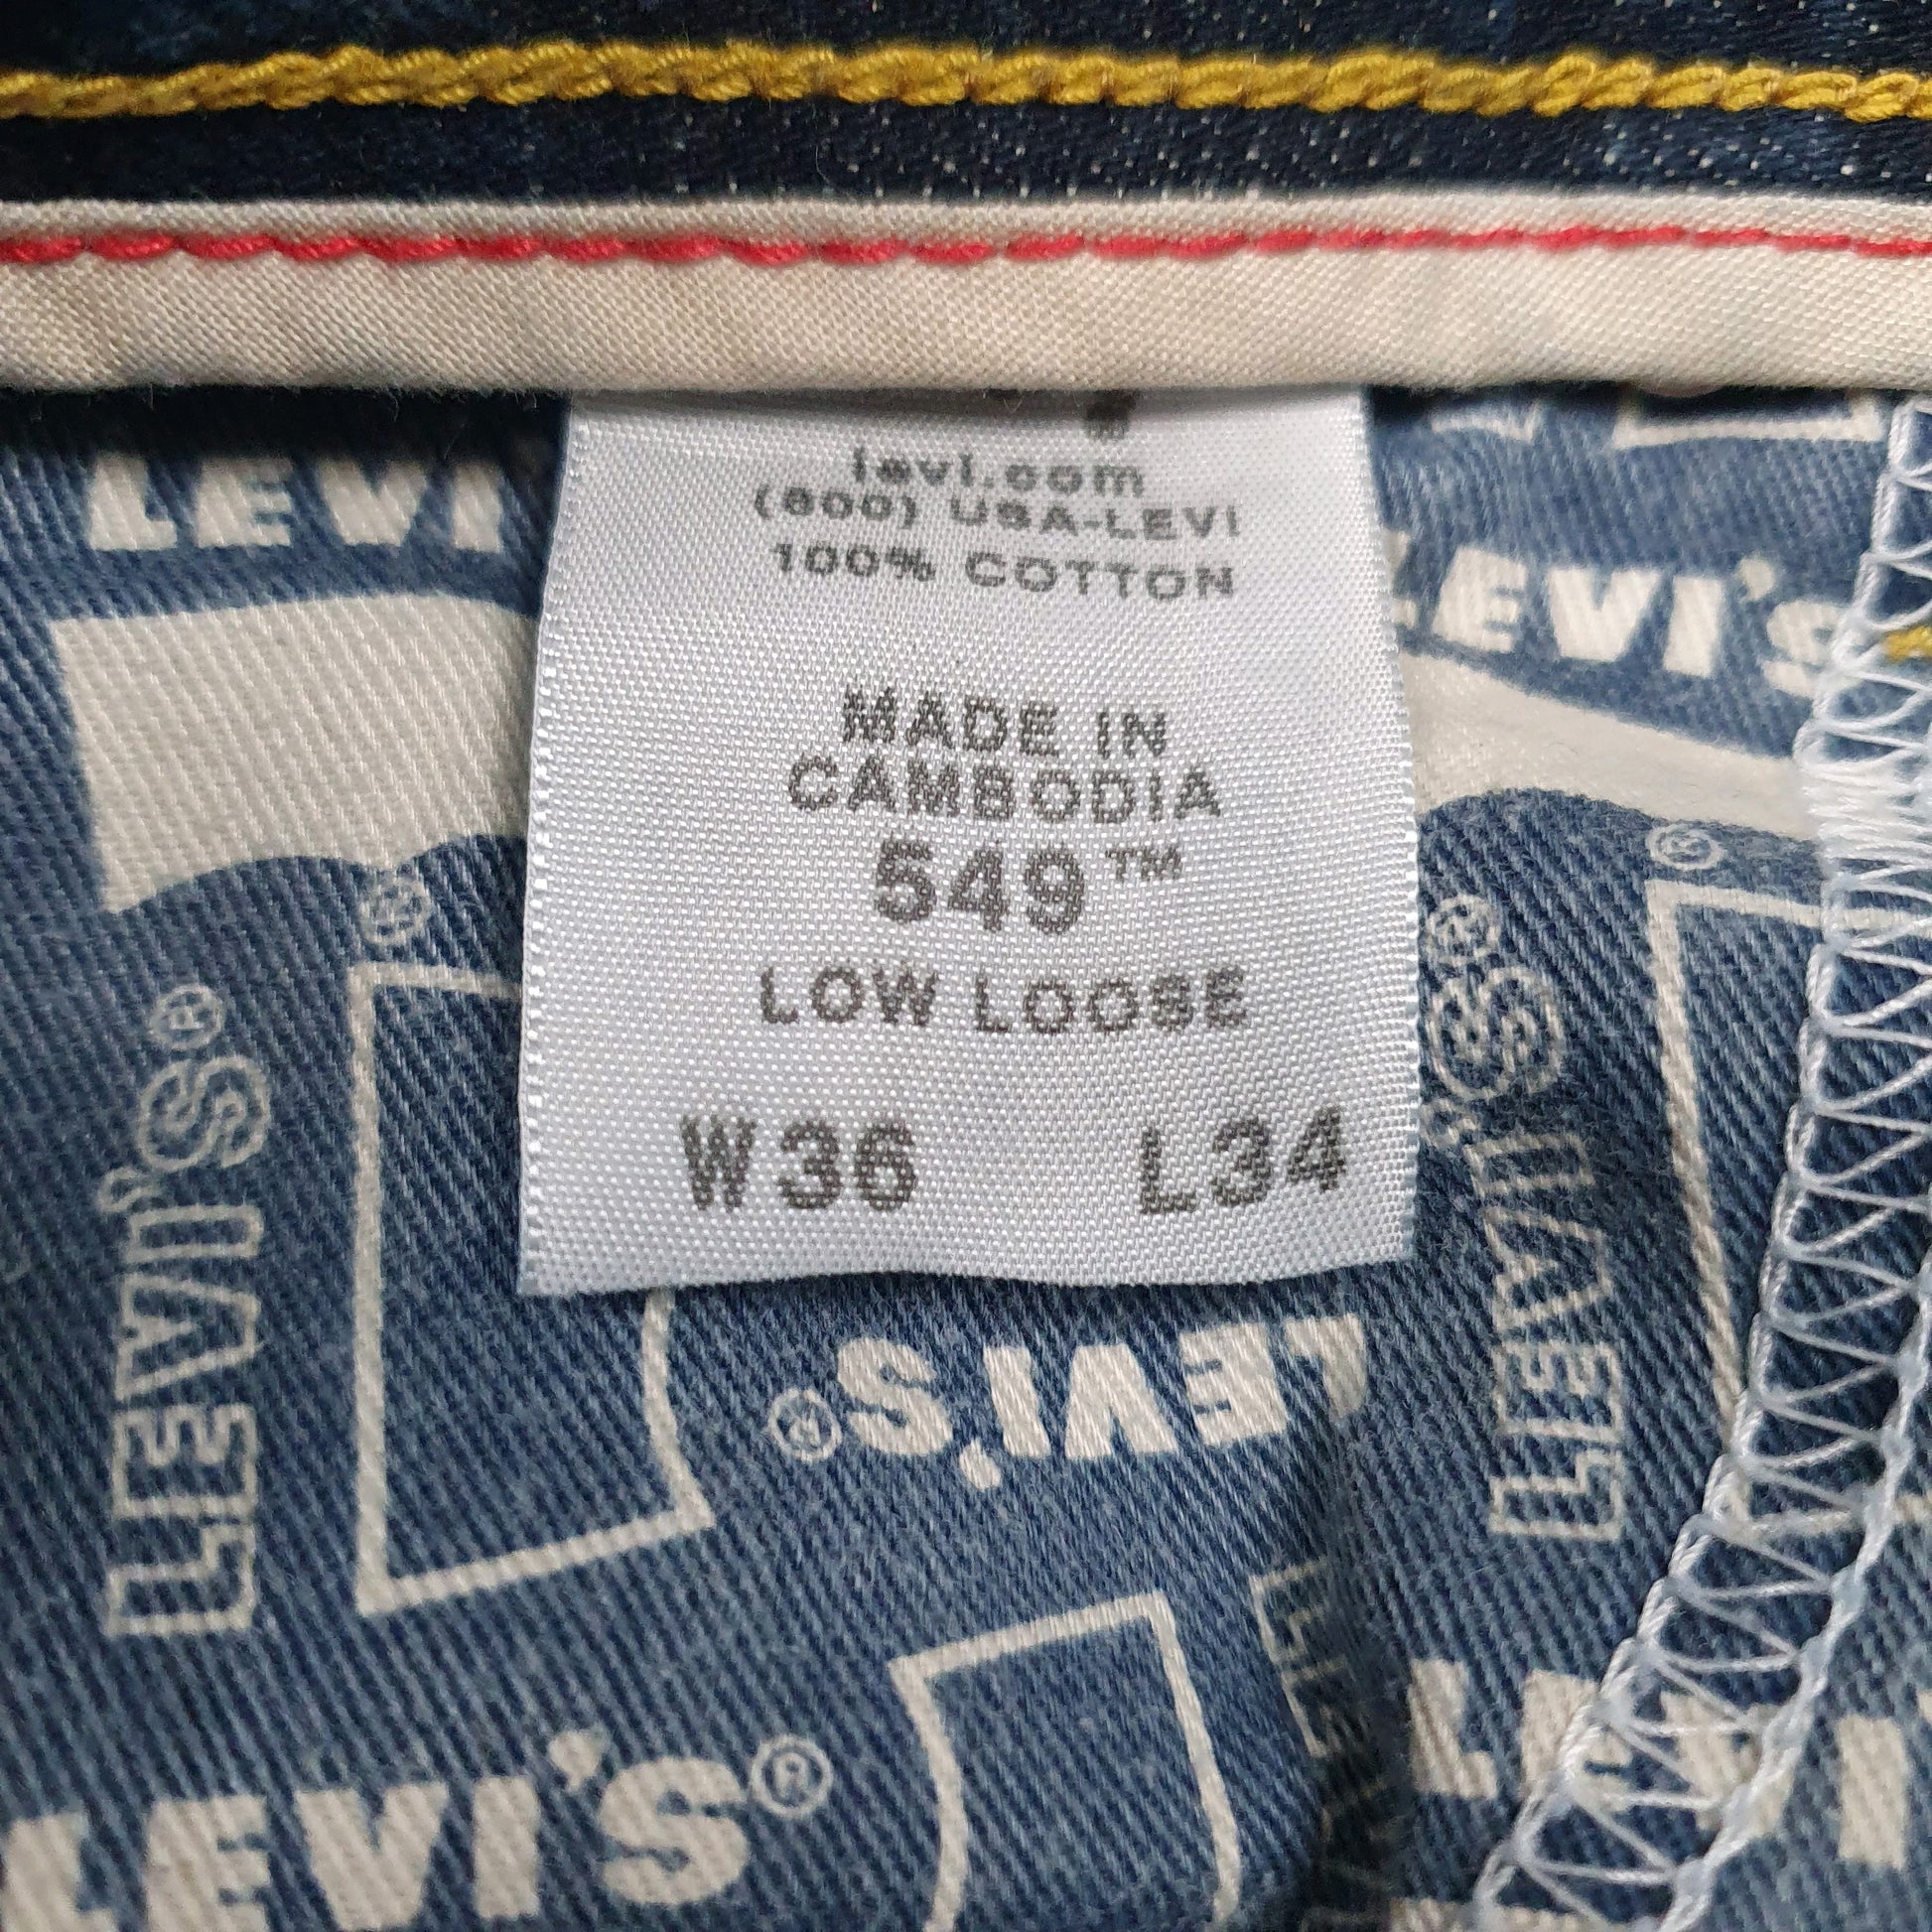 levi.com
(800) USA-LEVI
100% COTTON
MADE IN
CAMBODIA
549™
LOW LOOSE
W36 L34
LEVI
LEVI'S
LEVI'S®
LEVI'S®
LEVI'S®
LEVI'S®